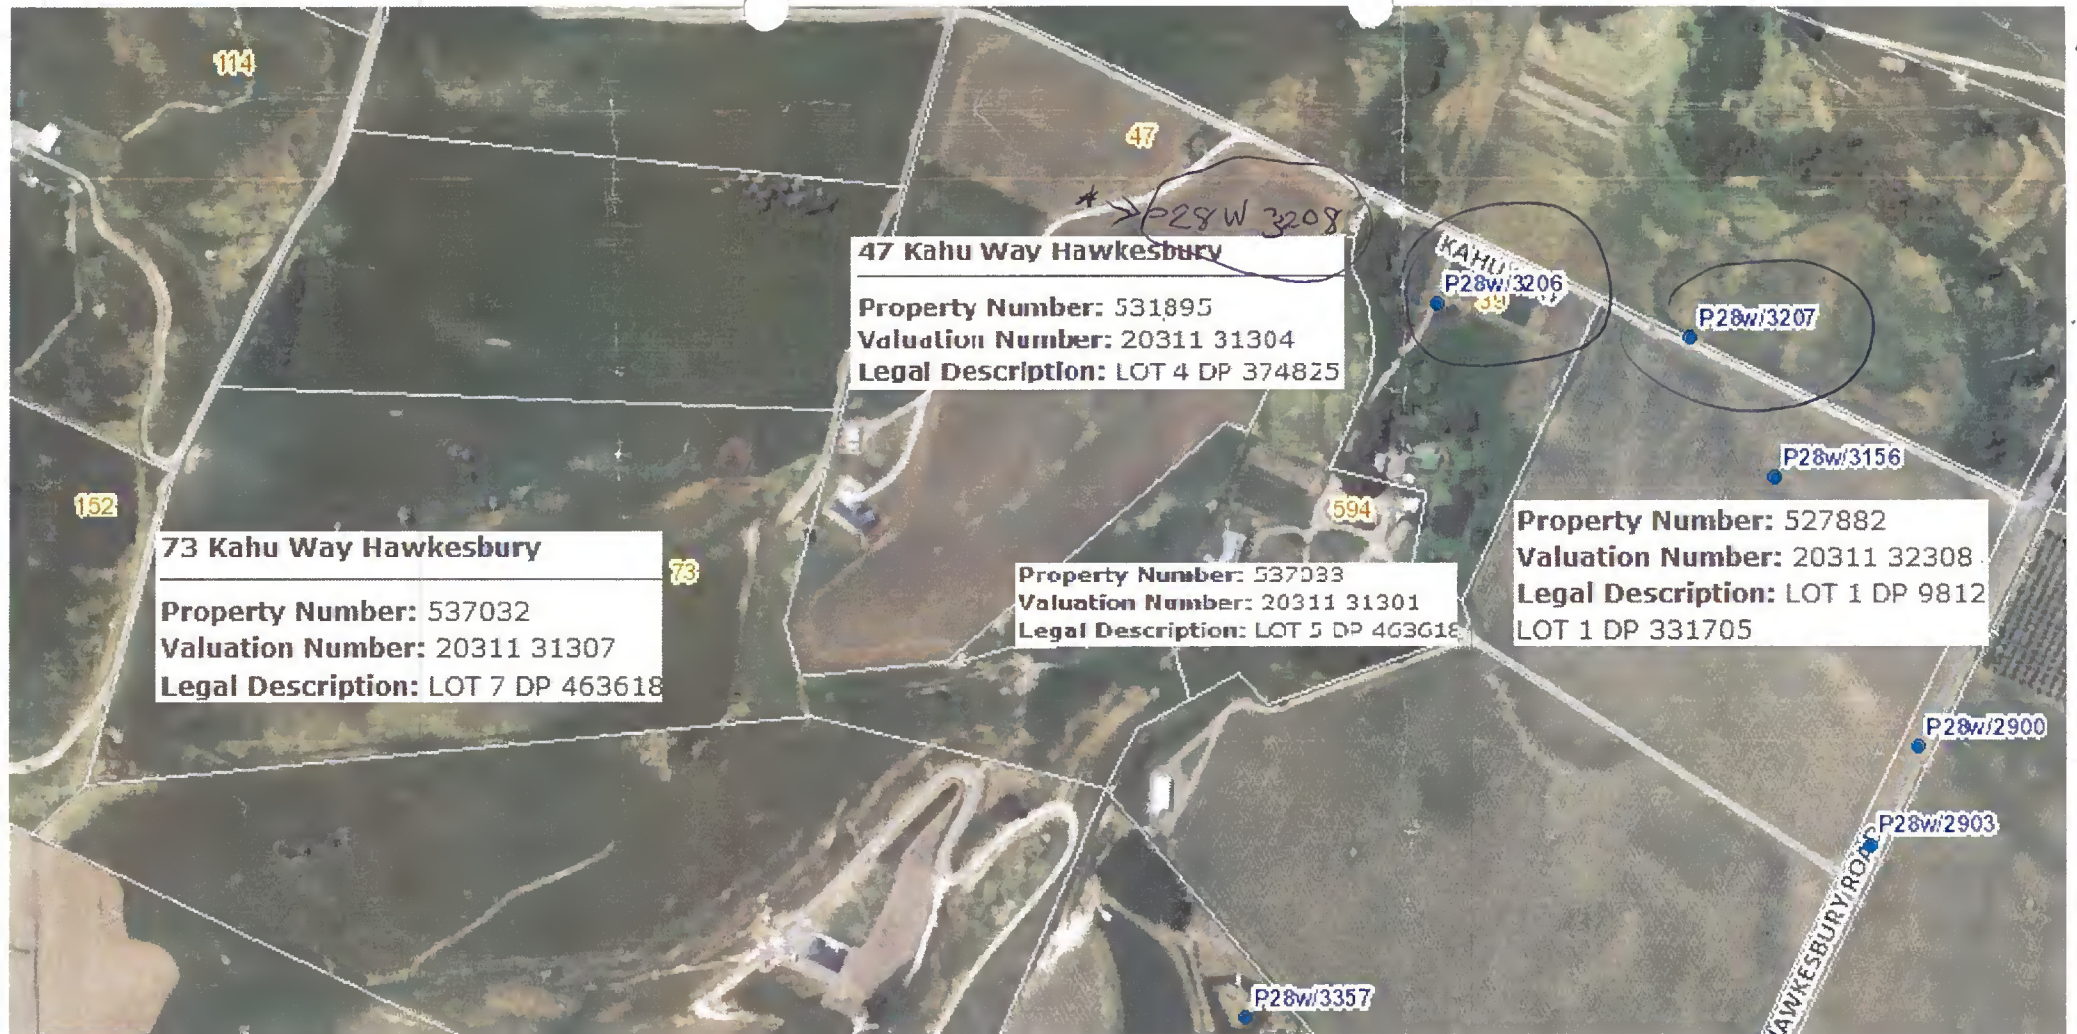 114
47
* → P28W 3208
KAHU
P28w/3206
38
P28w/3207
47 Kahu Way Hawkesbury
Property Number: 531895
Valuation Number: 20311 31304
Legal Description: LOT 4 DP 374825
P28w/3156
152
594
73 Kahu Way Hawkesbury
Property Number: 537032
Valuation Number: 20311 31307
Legal Description: LOT 7 DP 463618
73
Property Number: 537033
Valuation Number: 20311 31301
Legal Description: LOT 5 DP 463618
Property Number: 527882
Valuation Number: 20311 32308
Legal Description: LOT 1 DP 9812
LOT 1 DP 331705
P28w/2900
P28w/2903
HAWKESBURY ROAD
P28w/3357